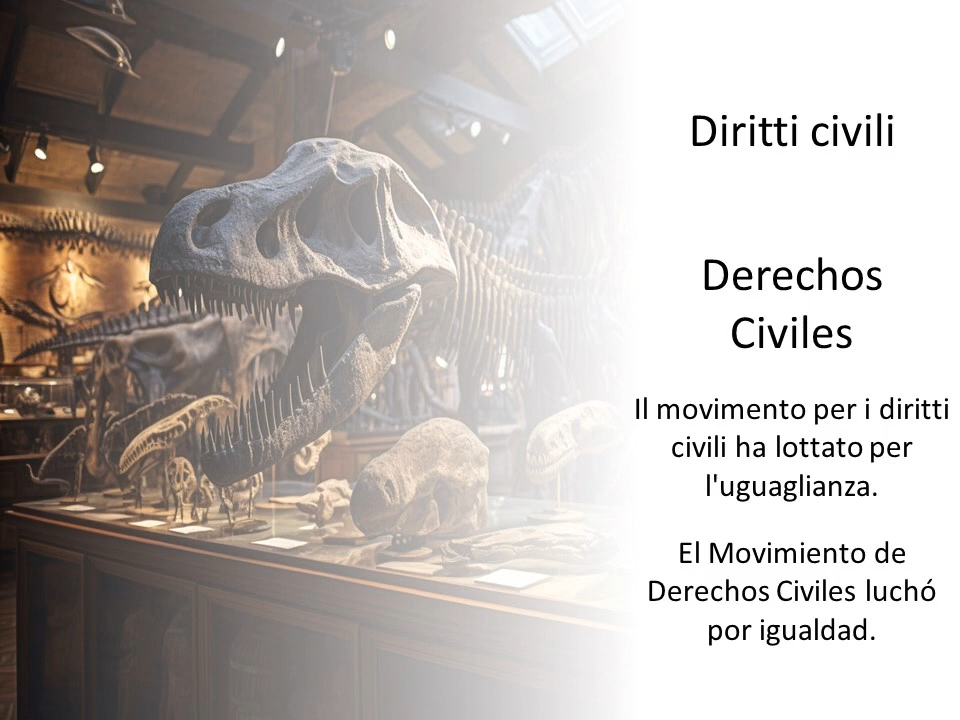 Diritti civili
Derechos
Civiles
Il movimento per i diritti
civili ha lottato per
l'uguaglianza.
El Movimiento de
Derechos Civiles luchó
por igualdad.